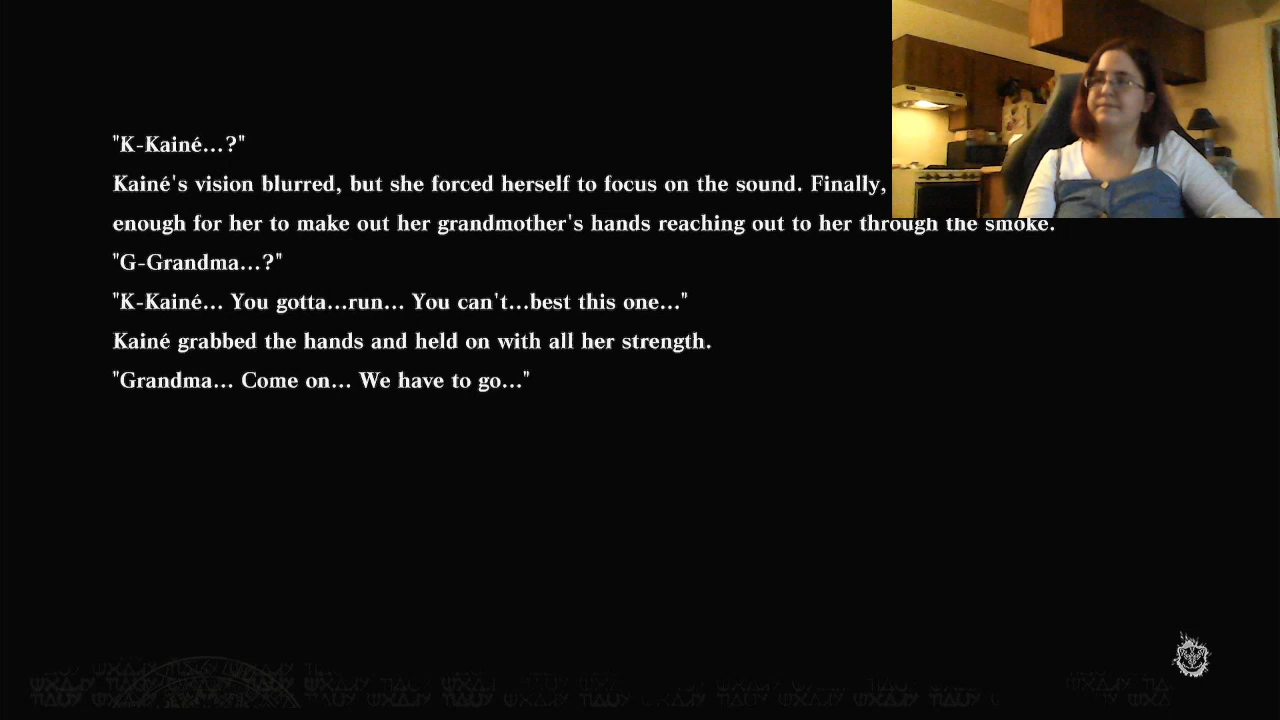 "K-Kainé...?"
Kainé's vision blurred, but she forced herself to focus on the sound. Finally,
enough for her to make out her grandmother's hands reaching out to her through the smoke.
"G-Grandma...?"
"K-Kainé... You gotta...run... You can't...best this one..."
Kainé grabbed the hands and held on with all her strength.
"Grandma... Come on... We have to go..."